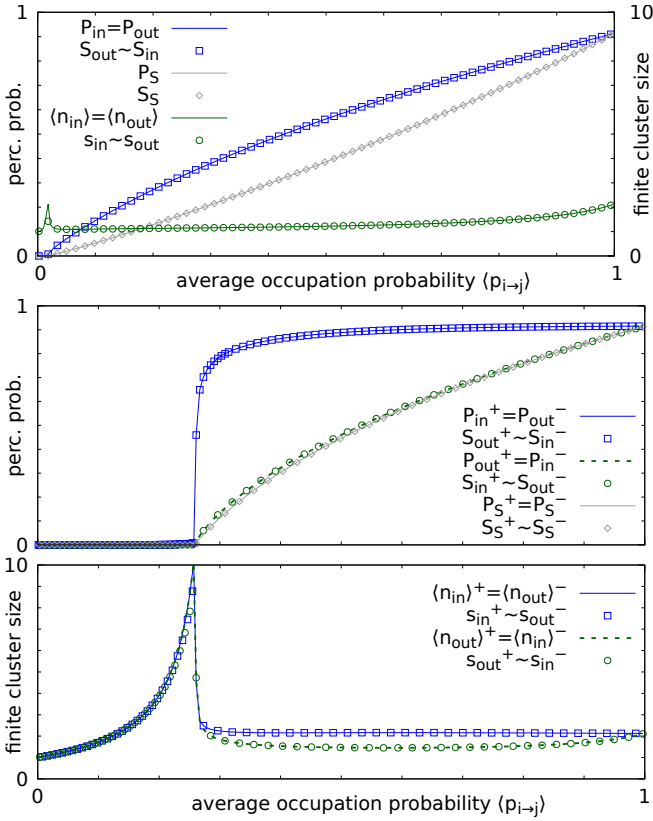 1
10
P_in=P_out
S_out~S_in
P_S
S_S
⟨n_in⟩=⟨n_out⟩
s_in~s_out
perc. prob.
finite cluster size
0
0
0
1
average occupation probability ⟨p_i→j⟩
1
perc. prob.
P_in^+=P_out^−
S_out^+~S_in^−
P_out^+=P_in^−
S_in^+~S_out^−
P_S^+=P_S^−
S_S^+~S_S^−
0
10
finite cluster size
⟨n_in⟩^+=⟨n_out⟩^−
s_in^+~s_out^−
⟨n_out⟩^+=⟨n_in⟩^−
s_out^+~s_in^−
0
0
1
average occupation probability ⟨p_i→j⟩